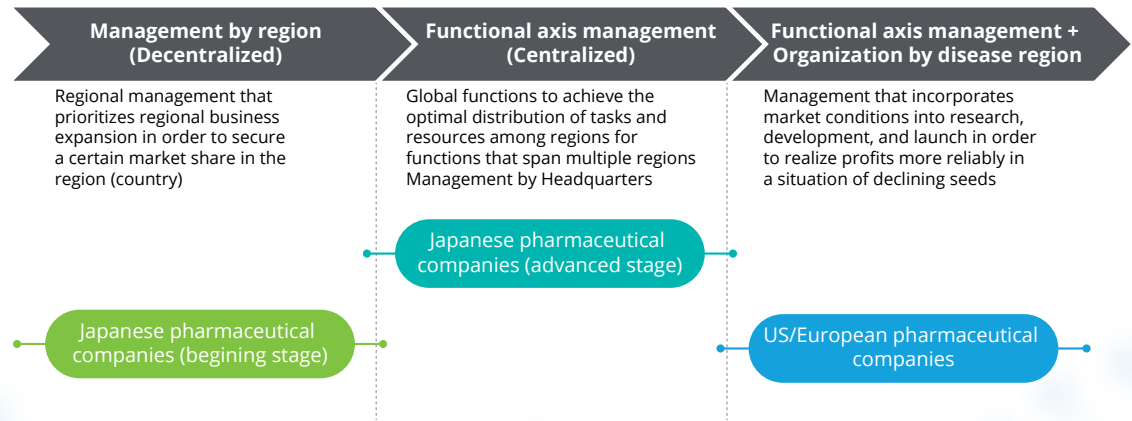 Management by region
(Decentralized)
Functional axis management
(Centralized)
Functional axis management +
Organization by disease region
Regional management that
prioritizes regional business
expansion in order to secure
a certain market share in the
region (country)
Global functions to achieve the
optimal distribution of tasks and
resources among regions for
functions that span multiple regions
Management by Headquarters
Management that incorporates
market conditions into research,
development, and launch in order
to realize profits more reliably in
a situation of declining seeds
Japanese pharmaceutical
companies (advanced stage)
Japanese pharmaceutical
companies (begining stage)
US/European pharmaceutical
companies